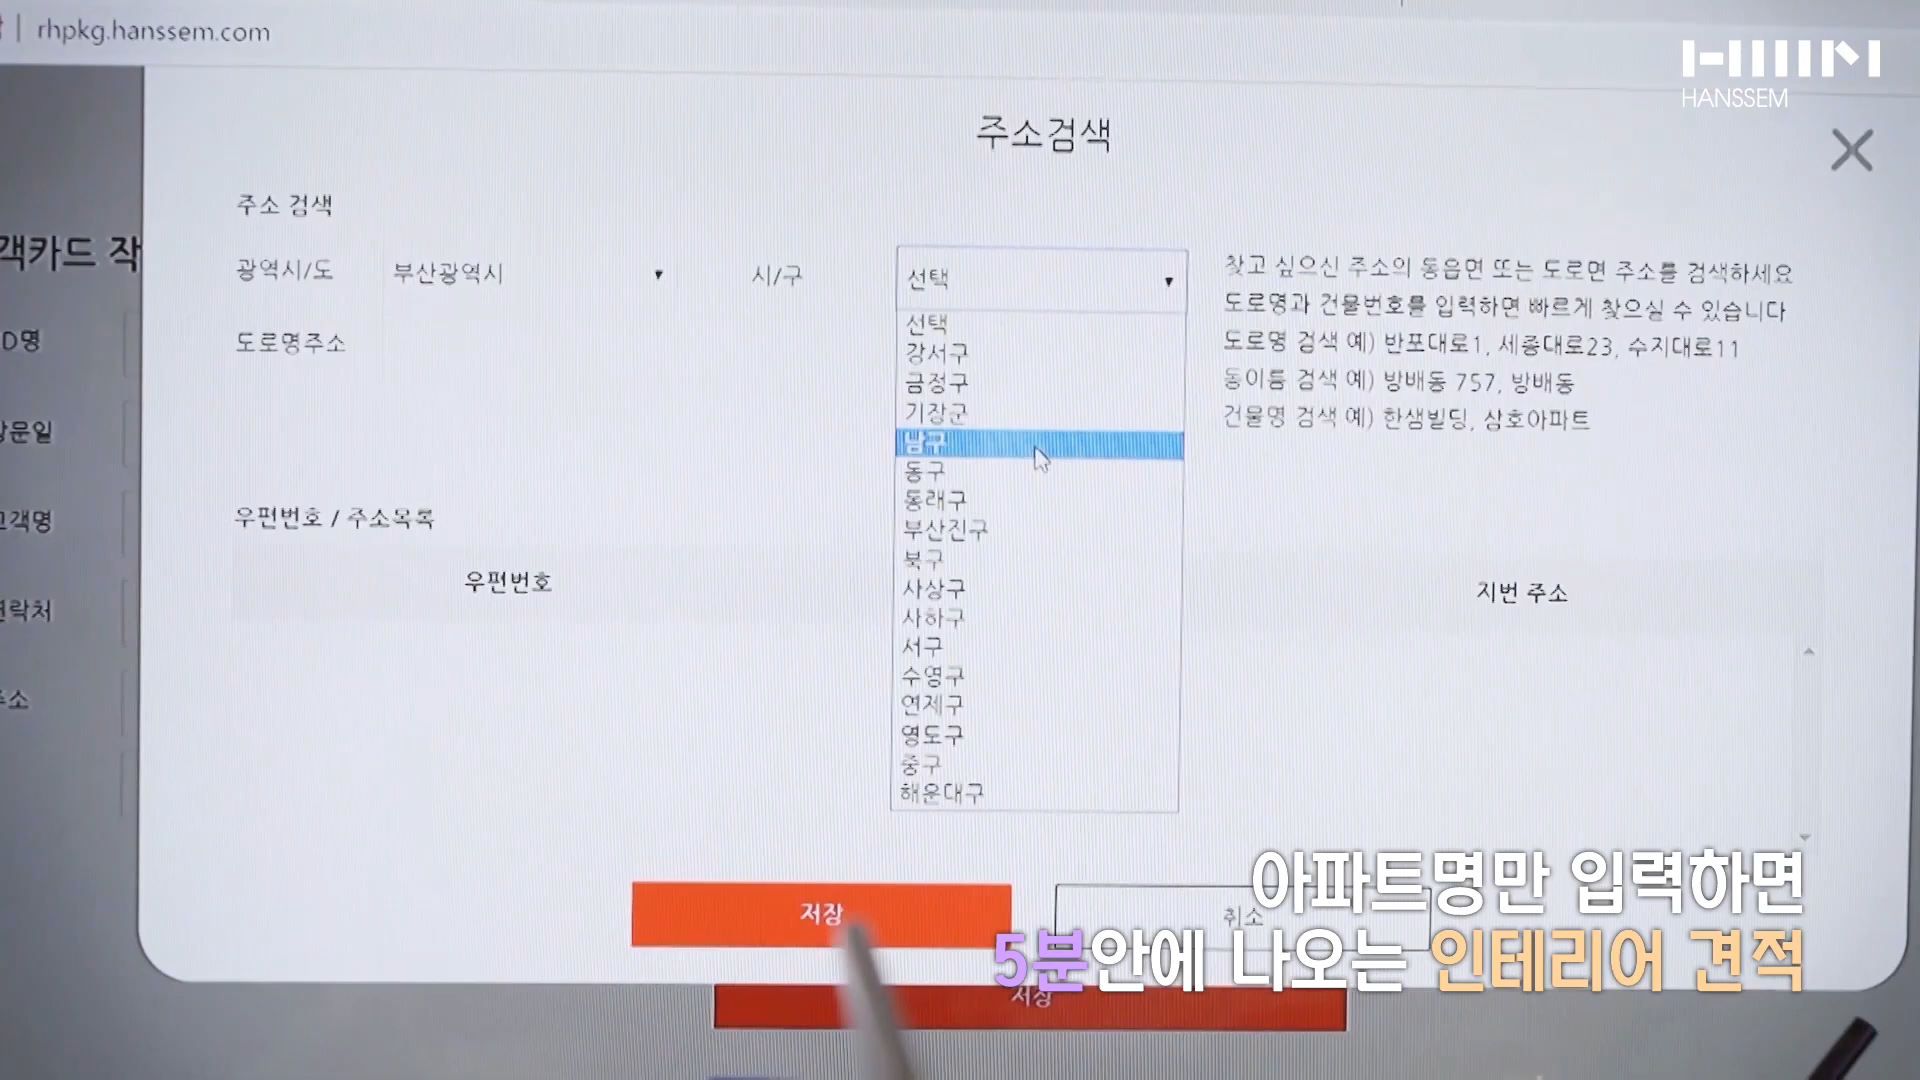 rhpkg.hanssem.com
HANSSEM
주소검색
주소 검색
광역시/도
부산광역시
시/구
선택
도로명주소
선택
강서구
금정구
기장군
남구
동구
동래구
부산진구
북구
사상구
사하구
서구
수영구
연제구
영도구
중구
해운대구
찾고 싶으신 주소의 동읍면 또는 도로면 주소를 검색하세요
도로명과 건물번호를 입력하면 빠르게 찾으실 수 있습니다
도로명 검색 예) 반포대로1, 세종대로23, 수지대로11
동이름 검색 예) 방배동 757, 방배동
건물명 검색 예) 한샘빌딩, 삼호아파트
우편번호 / 주소목록
우편번호
지번 주소
저장
취소
저장
객카드 작
D명
방문일
고객명
연락처
주소
아파트명만 입력하면
5분안에 나오는 인테리어 견적